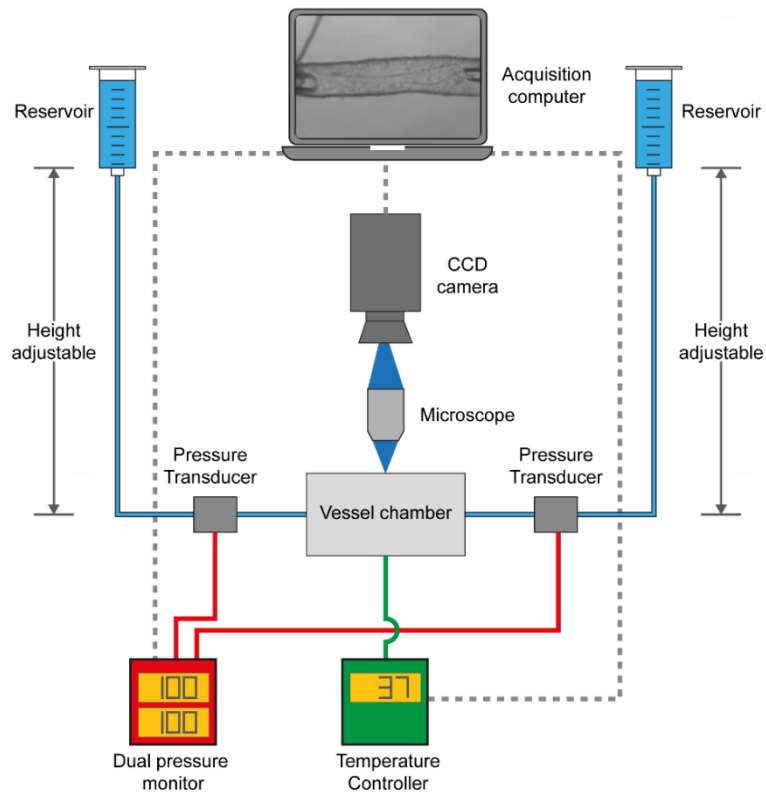 Reservoir
Acquisition
computer
Reservoir
CCD
camera
Height
adjustable
Height
adjustable
Microscope
Pressure
Transducer
Pressure
Transducer
Vessel chamber
100
100
37
Dual pressure
monitor
Temperature
Controller